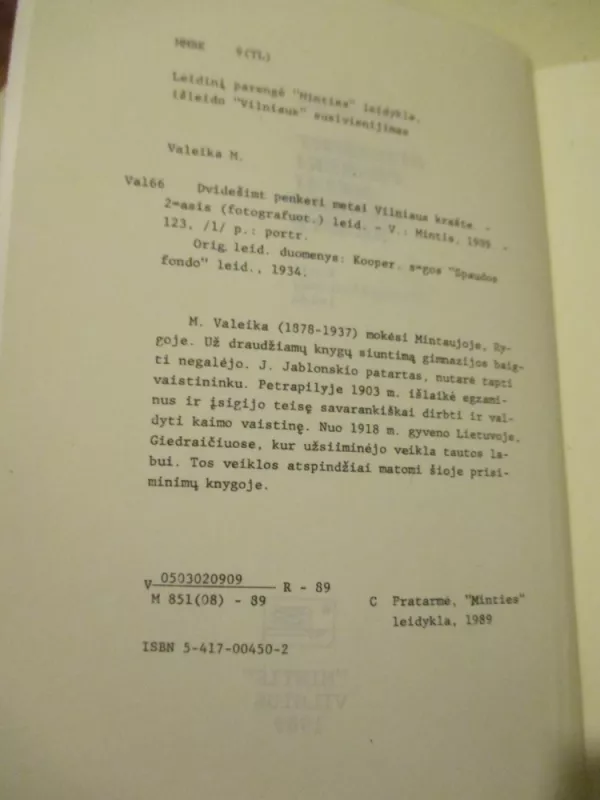 9(TL)
Leidinį parengė "Minties" leidykla,
išleido "Vilniaus" susivienijimas
Valeika M.
Val66 Dvidešimt penkeri metai Vilniaus krašte. -
2-asis (fotografuot.) leid. - V.: Mintis, 1989. -
123, /1/ p.: portr.
Orig. leid. duomenys: Kooper. s-gos "Spaudos
fondo" leid., 1934.
M. Valeika (1878-1937) mokėsi Mintaujoje, Ry-
goje. Už draudžiamų knygų siuntimą gimnazijos baig-
ti negalėjo. J. Jablonskio patartas, nutarė tapti
vaistininku. Petrapilyje 1903 m. išlaikė egzami-
nus ir įsigijo teisę savarankiškai dirbti ir val-
dyti kaimo vaistinę. Nuo 1918 m. gyveno Lietuvoje,
Giedraičiuose, kur užsiiminėjo veikla tautos la-
bui. Tos veiklos atspindžiai matomi šioje prisi-
minimų knygoje.
V 0503020909 R - 89
M 851(08) - 89
C Pratarmė, "Minties"
leidykla, 1989
ISBN 5-417-00450-2
"MINTIS"
VILNIUS
1989